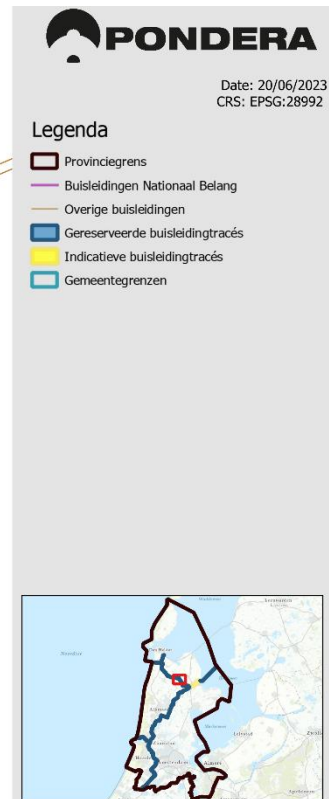 PONDERA
Date: 20/06/2023
CRS: EPSG:28992
Legenda
Provinciegrens
Buisleidingen Nationaal Belang
Overige buisleidingen
Gereserveerde buisleidingtracés
Indicatieve buisleidingtracés
Gemeentegrenzen